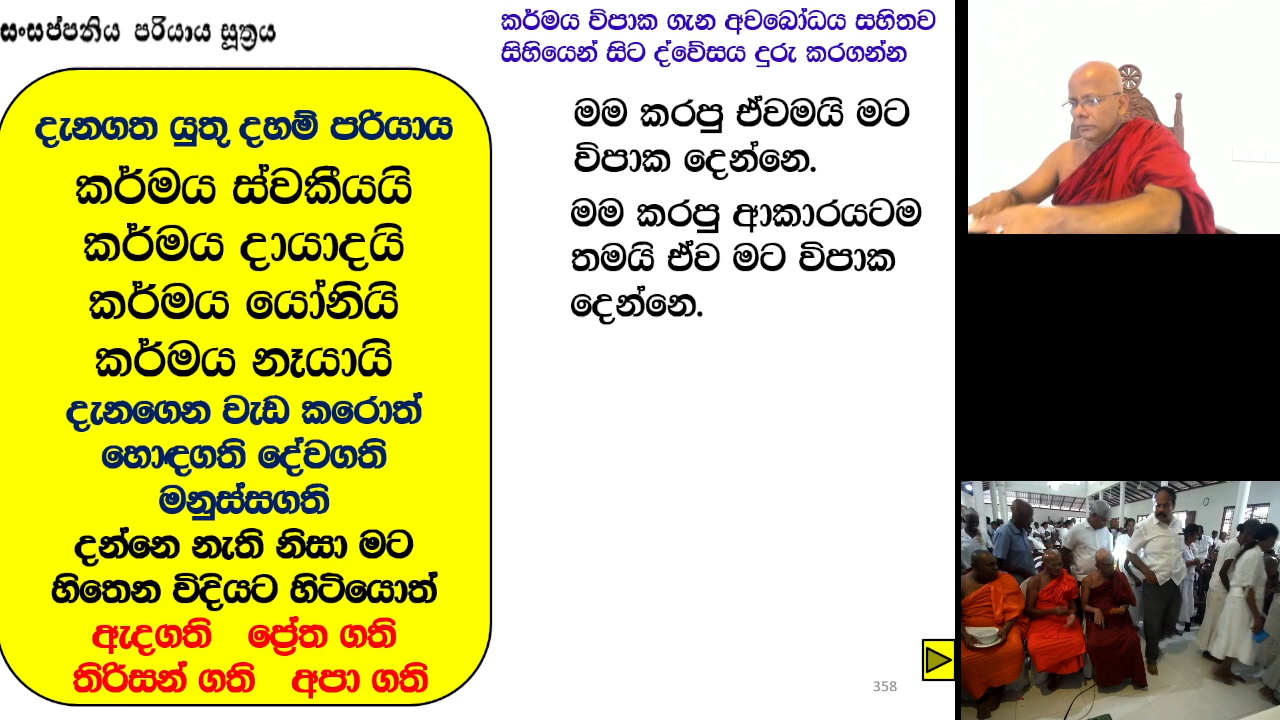 සංසප්පනිය පරියාය සූත්‍රය
කර්මය විපාක ගැන අවබෝධය සහිතව
සිහියෙන් සිට ද්වේසය දුරු කරගන්න
දැනගත යුතු දහම් පරියාය
කර්මය ස්වකීයයි
කර්මය දායාදයි
කර්මය යෝනියි
කර්මය නෑයායි
දැනගෙන වැඩ කරොත්
හොඳගති දේවගති
මනුස්සගති
දන්නෙ නැති නිසා මට
හිතෙන විදියට හිටියොත්
ඇදගති ප්‍රේත ගති
තිරිසන් ගති අපා ගති
මම කරපු ඒවමයි මට
විපාක දෙන්නෙ.
මම කරපු ආකාරයටම
තමයි ඒව මට විපාක
දෙන්නෙ.
358